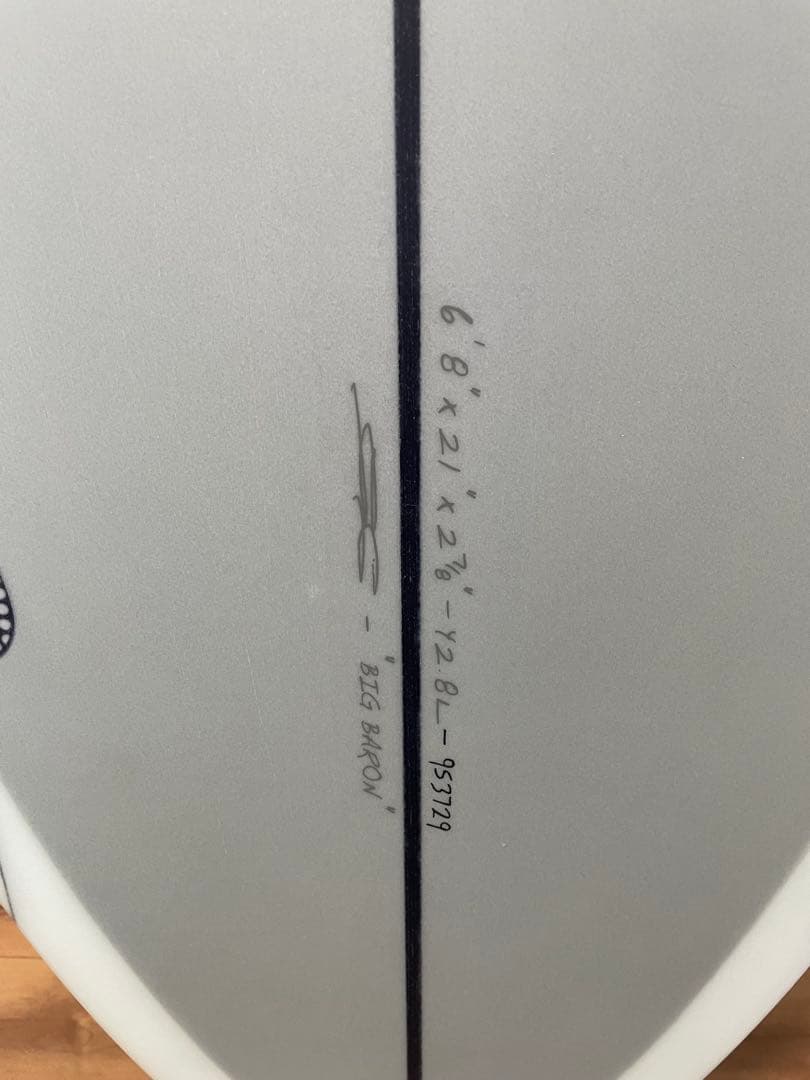 6'8" x 21" x 2 7/8" - 42.8L - 953729
- "BIG BARON"